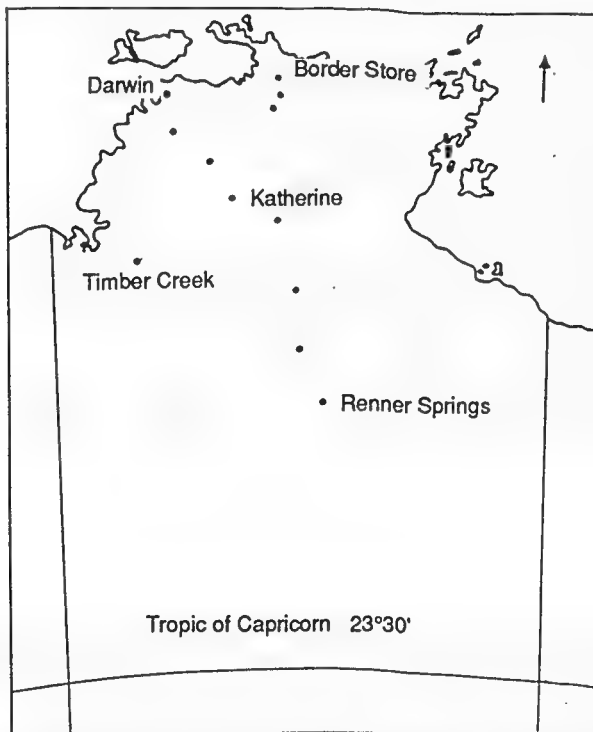 Border Store
Darwin
Katherine
Timber Creek
Renner Springs
Tropic of Capricorn 23°30'